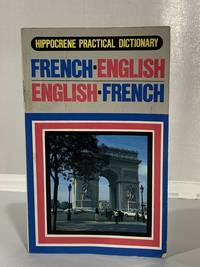 HIPPOCRENE PRACTICAL DICTIONARY
FRENCH·ENGLISH
ENGLISH·FRENCH